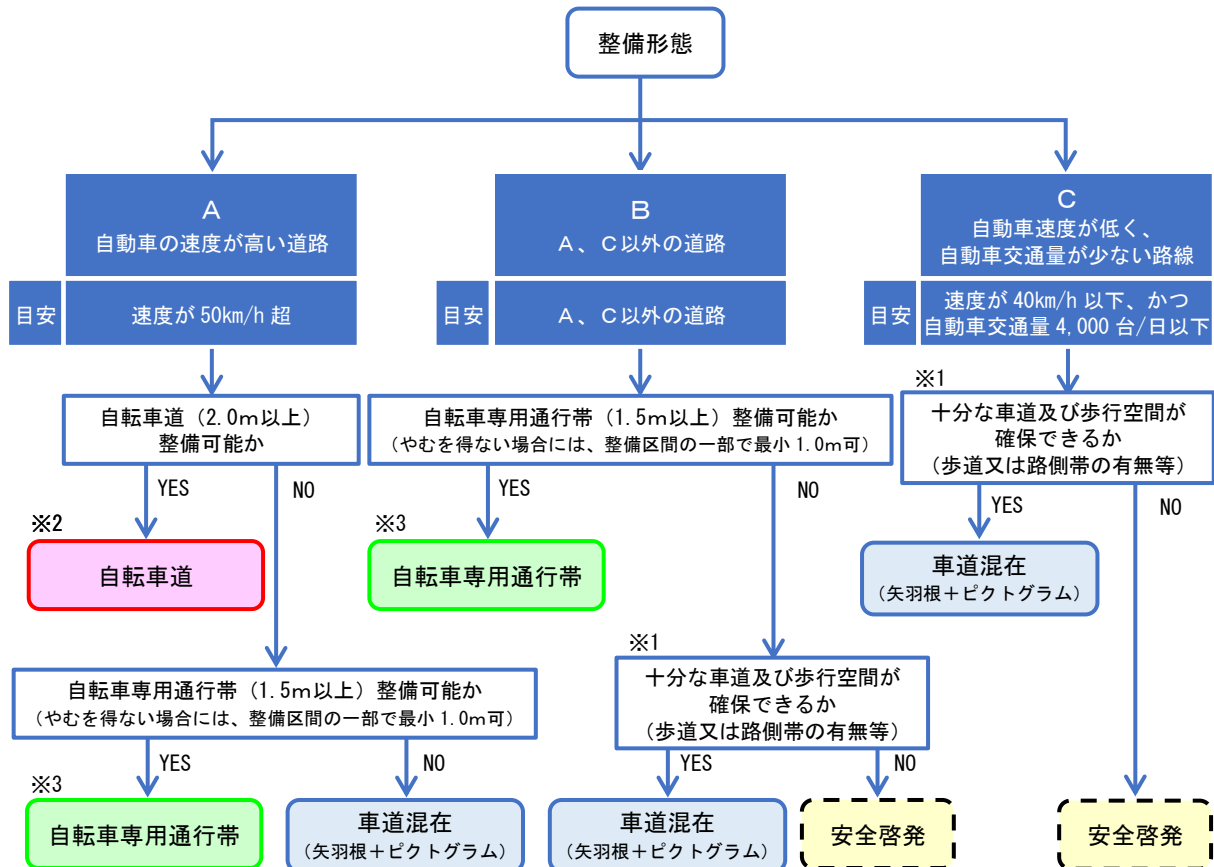 整備形態
A
自動車の速度が高い道路
目安
速度が 50km/h 超
B
A、C以外の道路
目安
A、C以外の道路
C
自動車速度が低く、
自動車交通量が少ない路線
目安
速度が 40km/h 以下、かつ
自動車交通量 4,000 台/日以下
自転車道（2.0m以上）
整備可能か
自転車専用通行帯（1.5m以上）整備可能か
（やむを得ない場合には、整備区間の一部で最小 1.0m可）
※1
十分な車道及び歩行空間が
確保できるか
（歩道又は路側帯の有無等）
YES
NO
YES
NO
YES
NO
※2
自転車道
※3
自転車専用通行帯
車道混在
（矢羽根＋ピクトグラム）
自転車専用通行帯（1.5m以上）整備可能か
（やむを得ない場合には、整備区間の一部で最小 1.0m可）
※1
十分な車道及び歩行空間が
確保できるか
（歩道又は路側帯の有無等）
YES
NO
YES
NO
※3
自転車専用通行帯
車道混在
（矢羽根＋ピクトグラム）
車道混在
（矢羽根＋ピクトグラム）
安全啓発
安全啓発